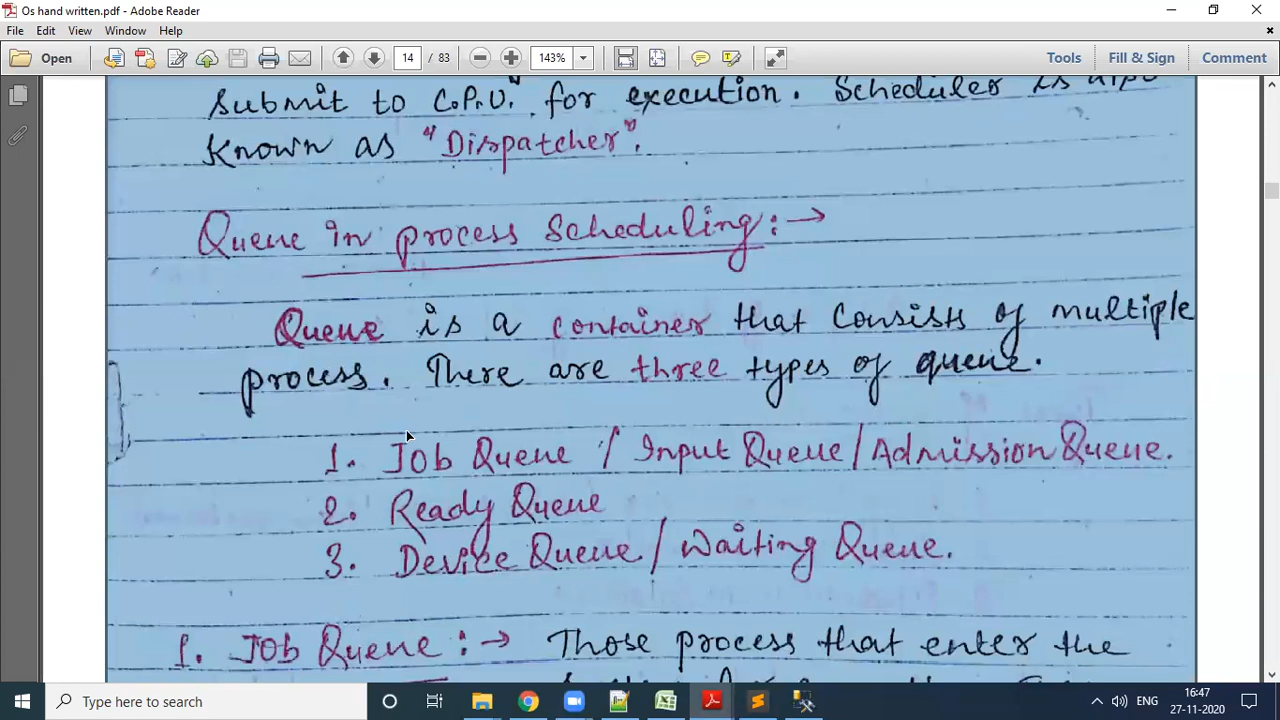 Os hand written.pdf - Adobe Reader
File Edit View Window Help
Open 14 / 83 143% Tools Fill & Sign Comment
Submit to C.P.U. for execution. Scheduler is also
known as "Dispatcher".
Queue in process Scheduling:→
Queue is a container that consists of multiple
process. There are three types of queue.
1. Job Queue / Input Queue/Admission Queue.
2. Ready Queue
3. Device Queue / Waiting Queue.
1. Job Queue :→ Those process that enter the
Type here to search
ENG
16:47
27-11-2020